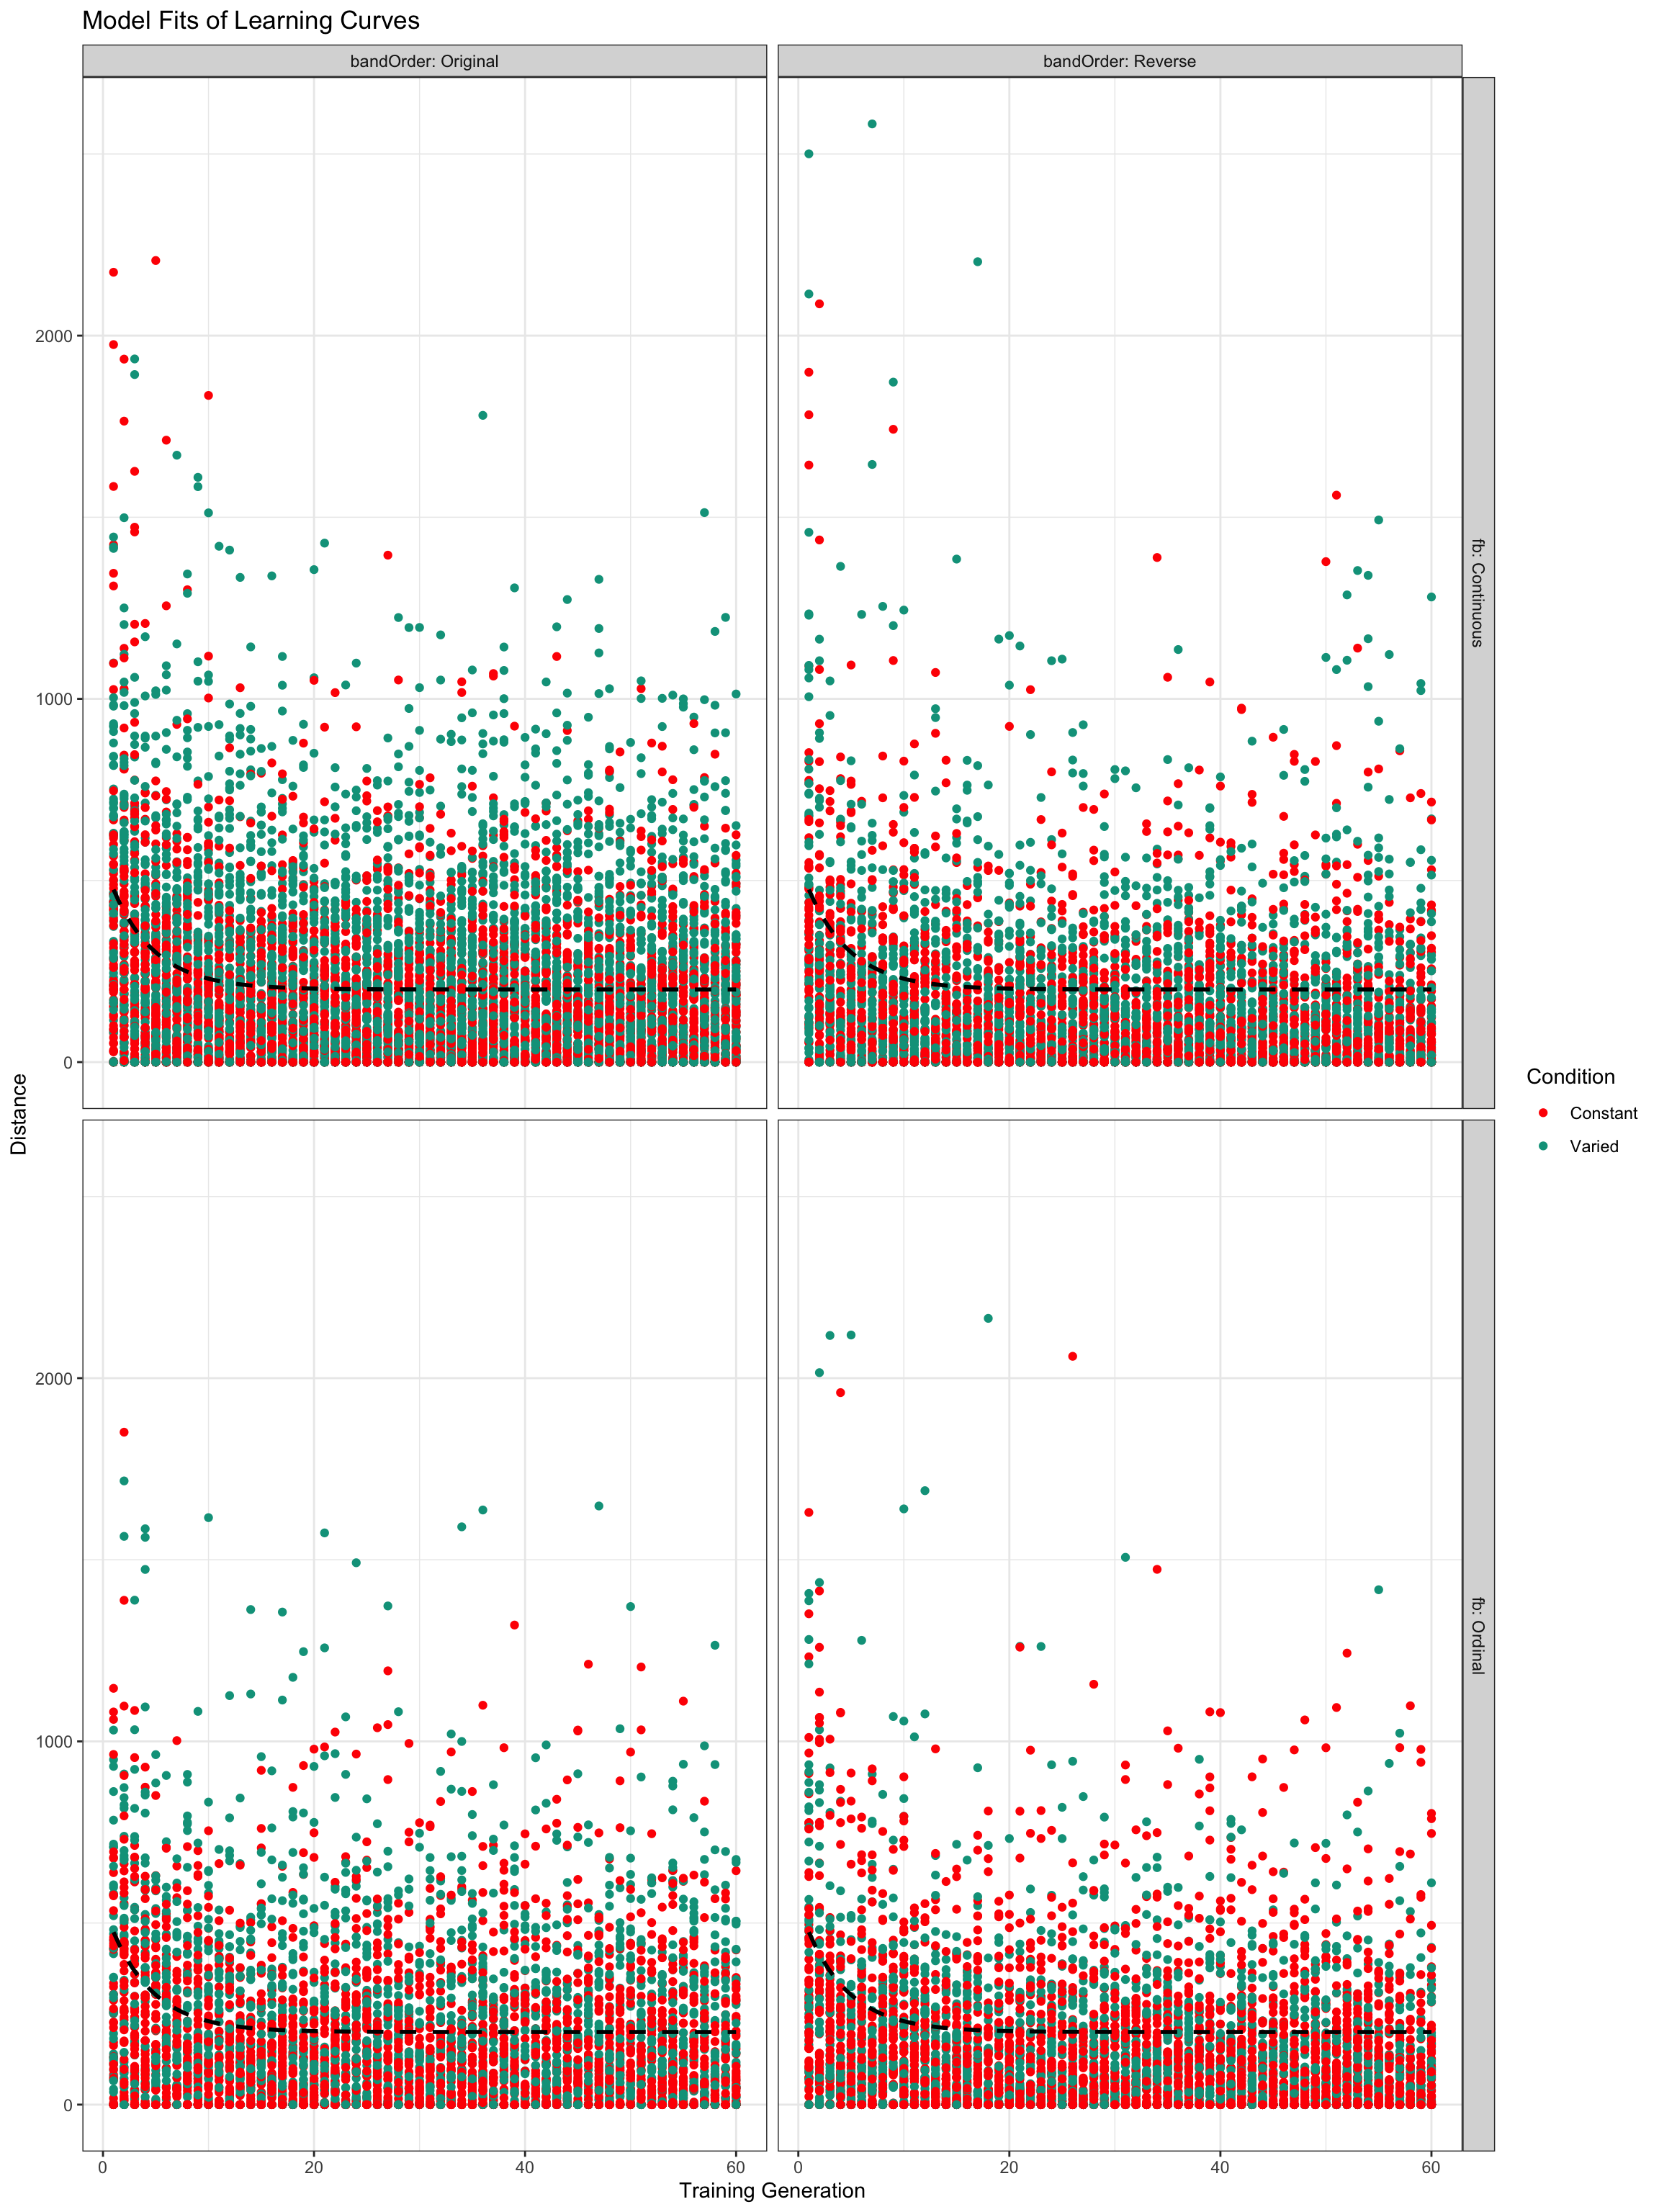 Model Fits of Learning Curves
bandOrder: Original
bandOrder: Reverse
2000
1000
0
fb: Continuous
Distance
Condition
Constant
Varied
2000
1000
0
fb: Ordinal
0
20
40
60
0
20
40
60
Training Generation